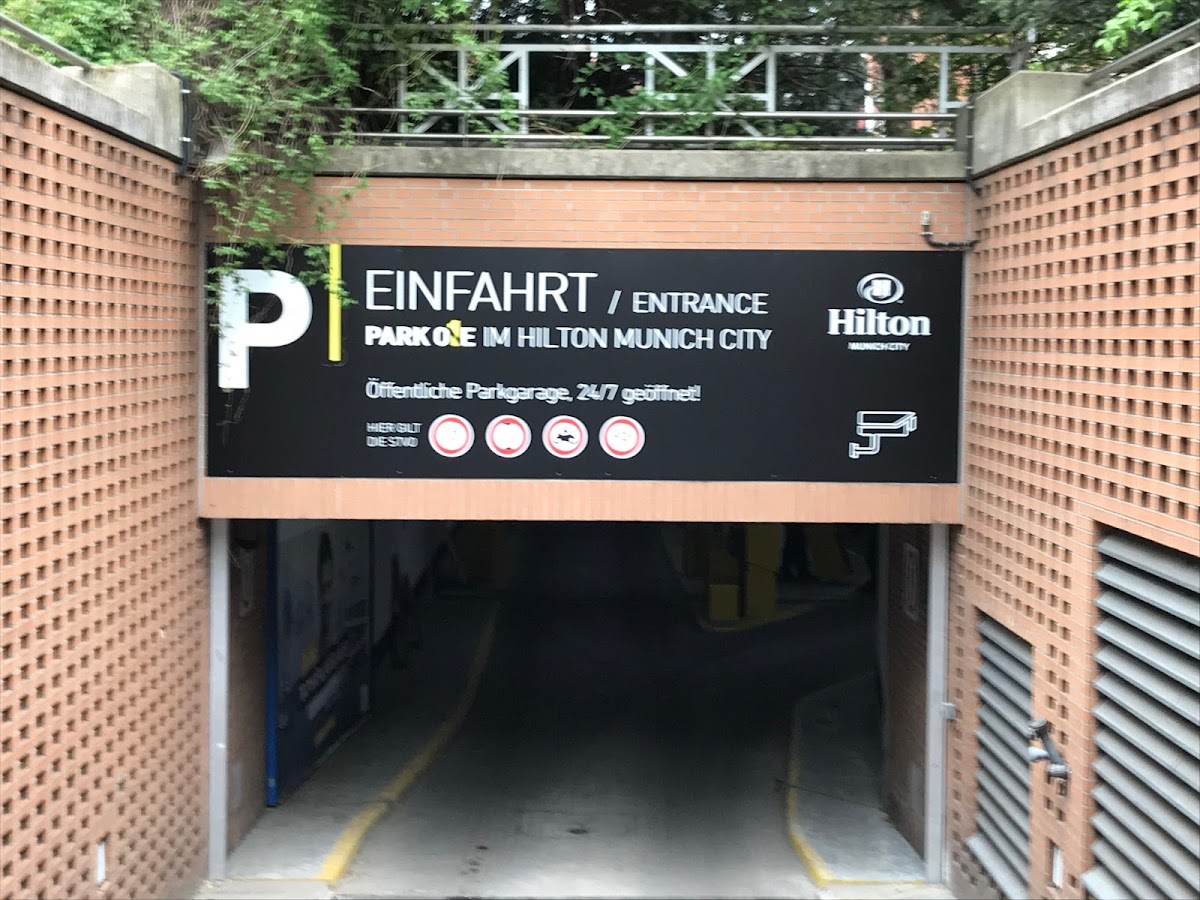 P
EINFAHRT / ENTRANCE
PARK ONE IM HILTON MUNICH CITY
Öffentliche Parkgarage, 24/7 geöffnet!
HIER GILT
DIE STVO
Hilton
MUNICH CITY